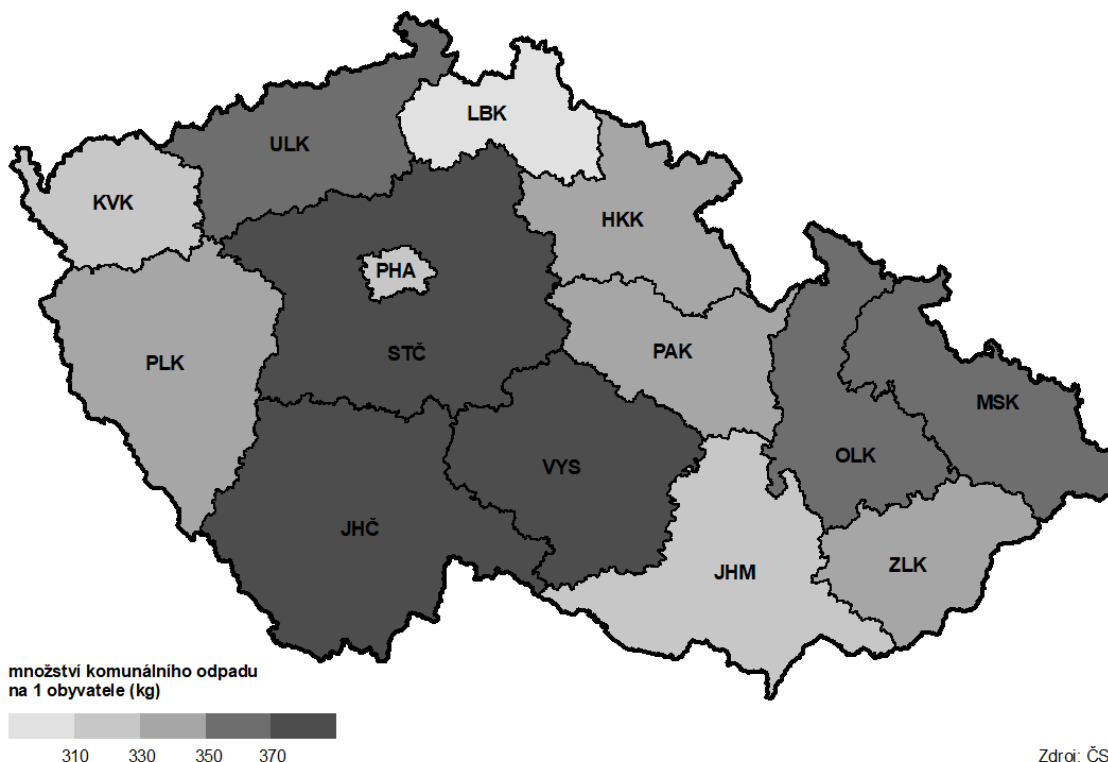 LBK
ULK
KVK
HKK
PHA
STČ
PAK
PLK
MSK
OLK
VYS
JHČ
JHM
ZLK
množství komunálního odpadu
na 1 obyvatele (kg)
310 330 350 370
Zdroj: ČS